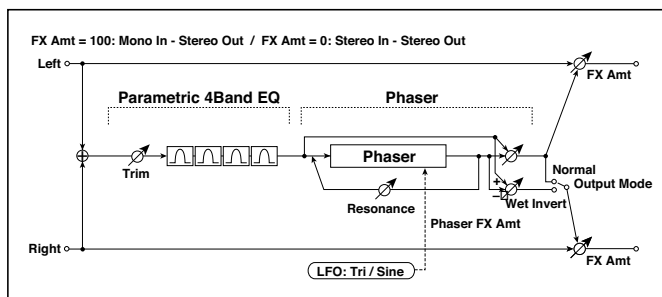 FX Amt = 100: Mono In - Stereo Out / FX Amt = 0: Stereo In - Stereo Out
Left
FX Amt
Parametric 4Band EQ
Phaser
Trim
Phaser
Resonance
Normal
Output Mode
+
−
Wet Invert
Phaser FX Amt
Right
LFO: Tri / Sine
FX Amt